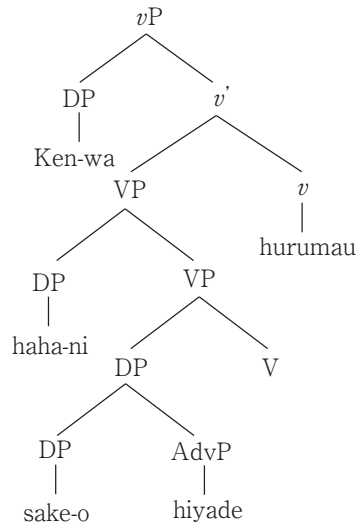 vP
DP v'
Ken-wa
VP v
hurumau
DP VP
haha-ni
DP V
DP AdvP
sake-o hiyade